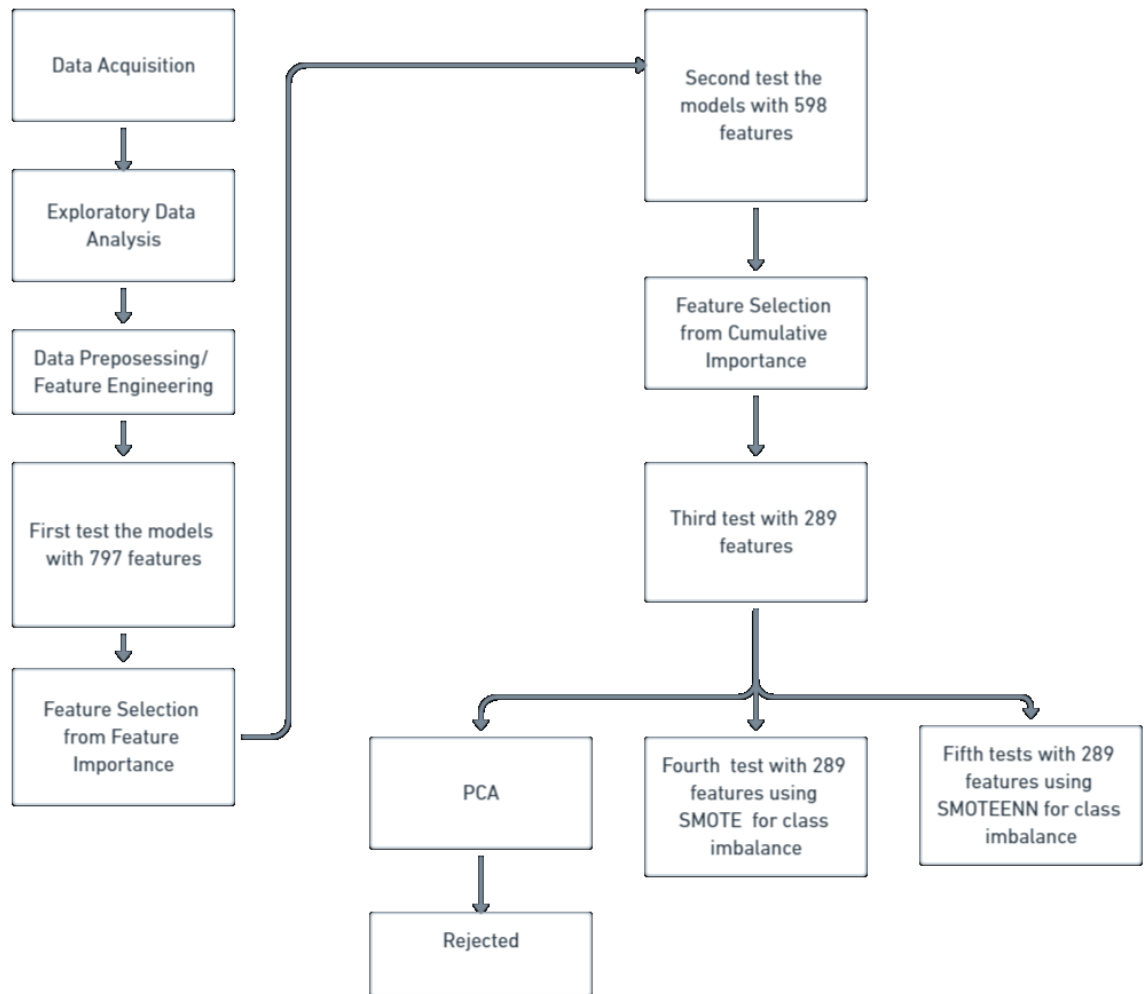 Data Acquisition
Exploratory Data
Analysis
Data Preposessing/
Feature Engineering
First test the models
with 797 features
Feature Selection
from Feature
Importance
Second test the
models with 598
features
Feature Selection
from Cumulative
Importance
Third test with 289
features
PCA
Rejected
Fourth test with 289
features using
SMOTE for class
imbalance
Fifth tests with 289
features using
SMOTEENN for class
imbalance